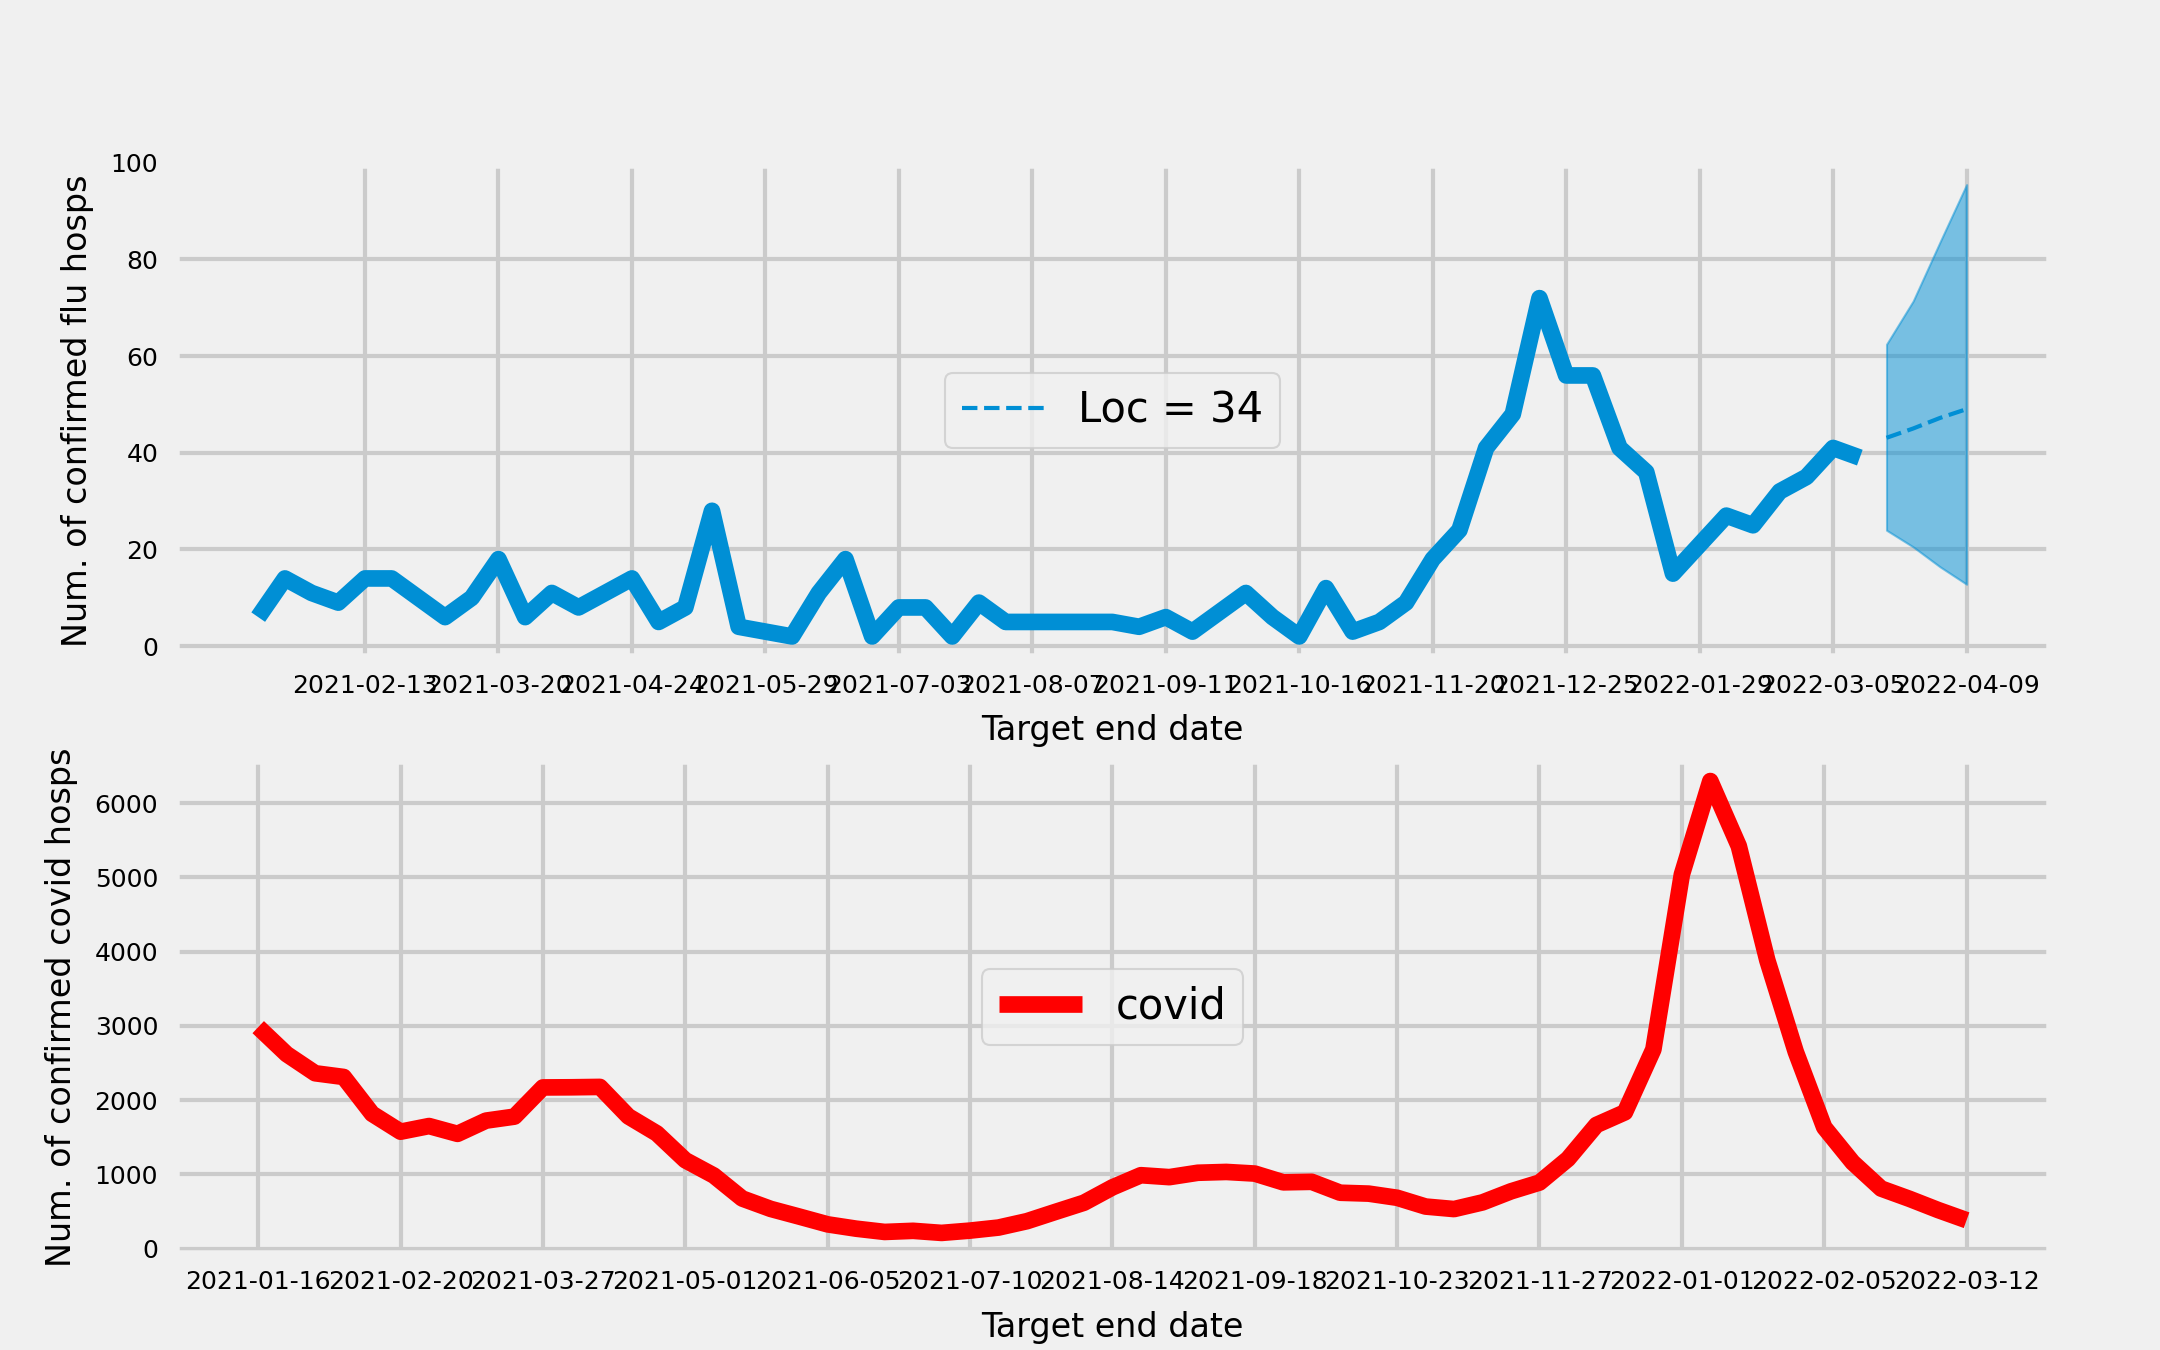 Num. of confirmed flu hosps
100
80
60
40
20
0
Loc = 34
2021-02-13 2021-03-20 2021-04-24 2021-05-29 2021-07-03 2021-08-07 2021-09-11 2021-10-16 2021-11-20 2021-12-25 2022-01-29 2022-03-05 2022-04-09
Target end date
Num. of confirmed covid hosps
6000
5000
4000
3000
2000
1000
0
covid
2021-01-16 2021-02-20 2021-03-27 2021-05-01 2021-06-05 2021-07-10 2021-08-14 2021-09-18 2021-10-23 2021-11-27 2022-01-01 2022-02-05 2022-03-12
Target end date